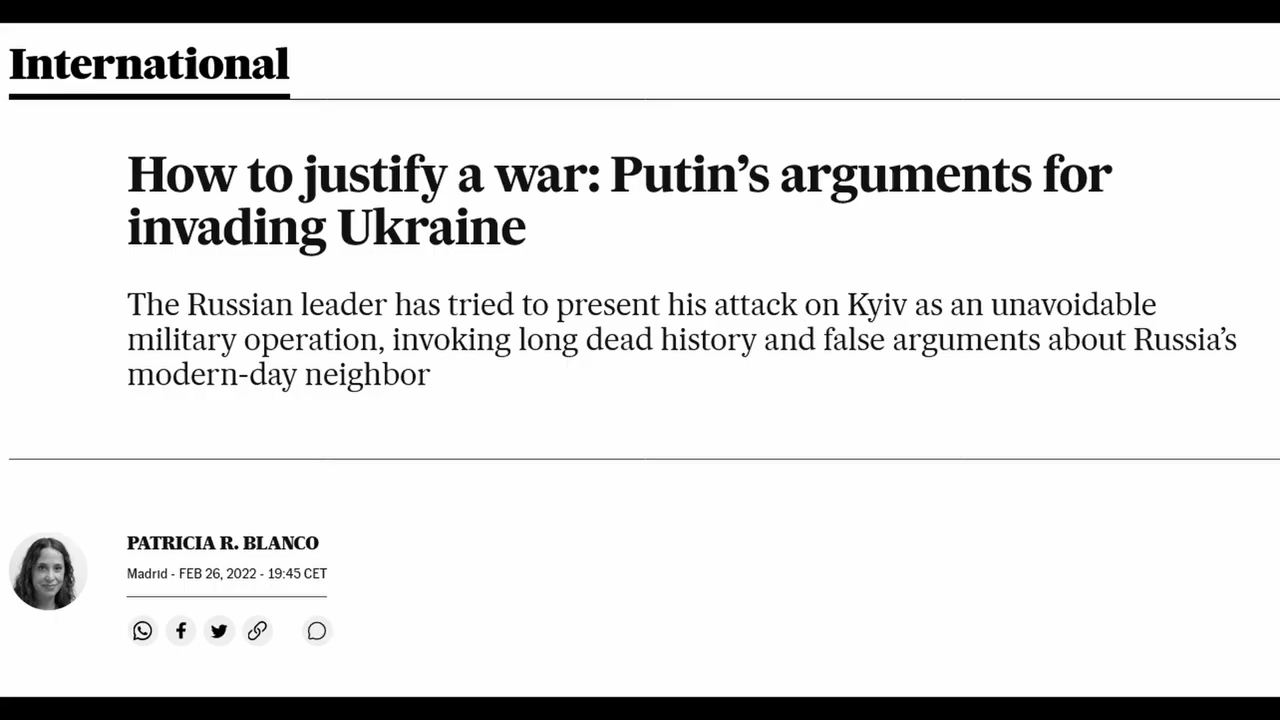 International
How to justify a war: Putin’s arguments for
invading Ukraine
The Russian leader has tried to present his attack on Kyiv as an unavoidable
military operation, invoking long dead history and false arguments about Russia’s
modern-day neighbor
PATRICIA R. BLANCO
Madrid - FEB 26, 2022 - 19:45 CET